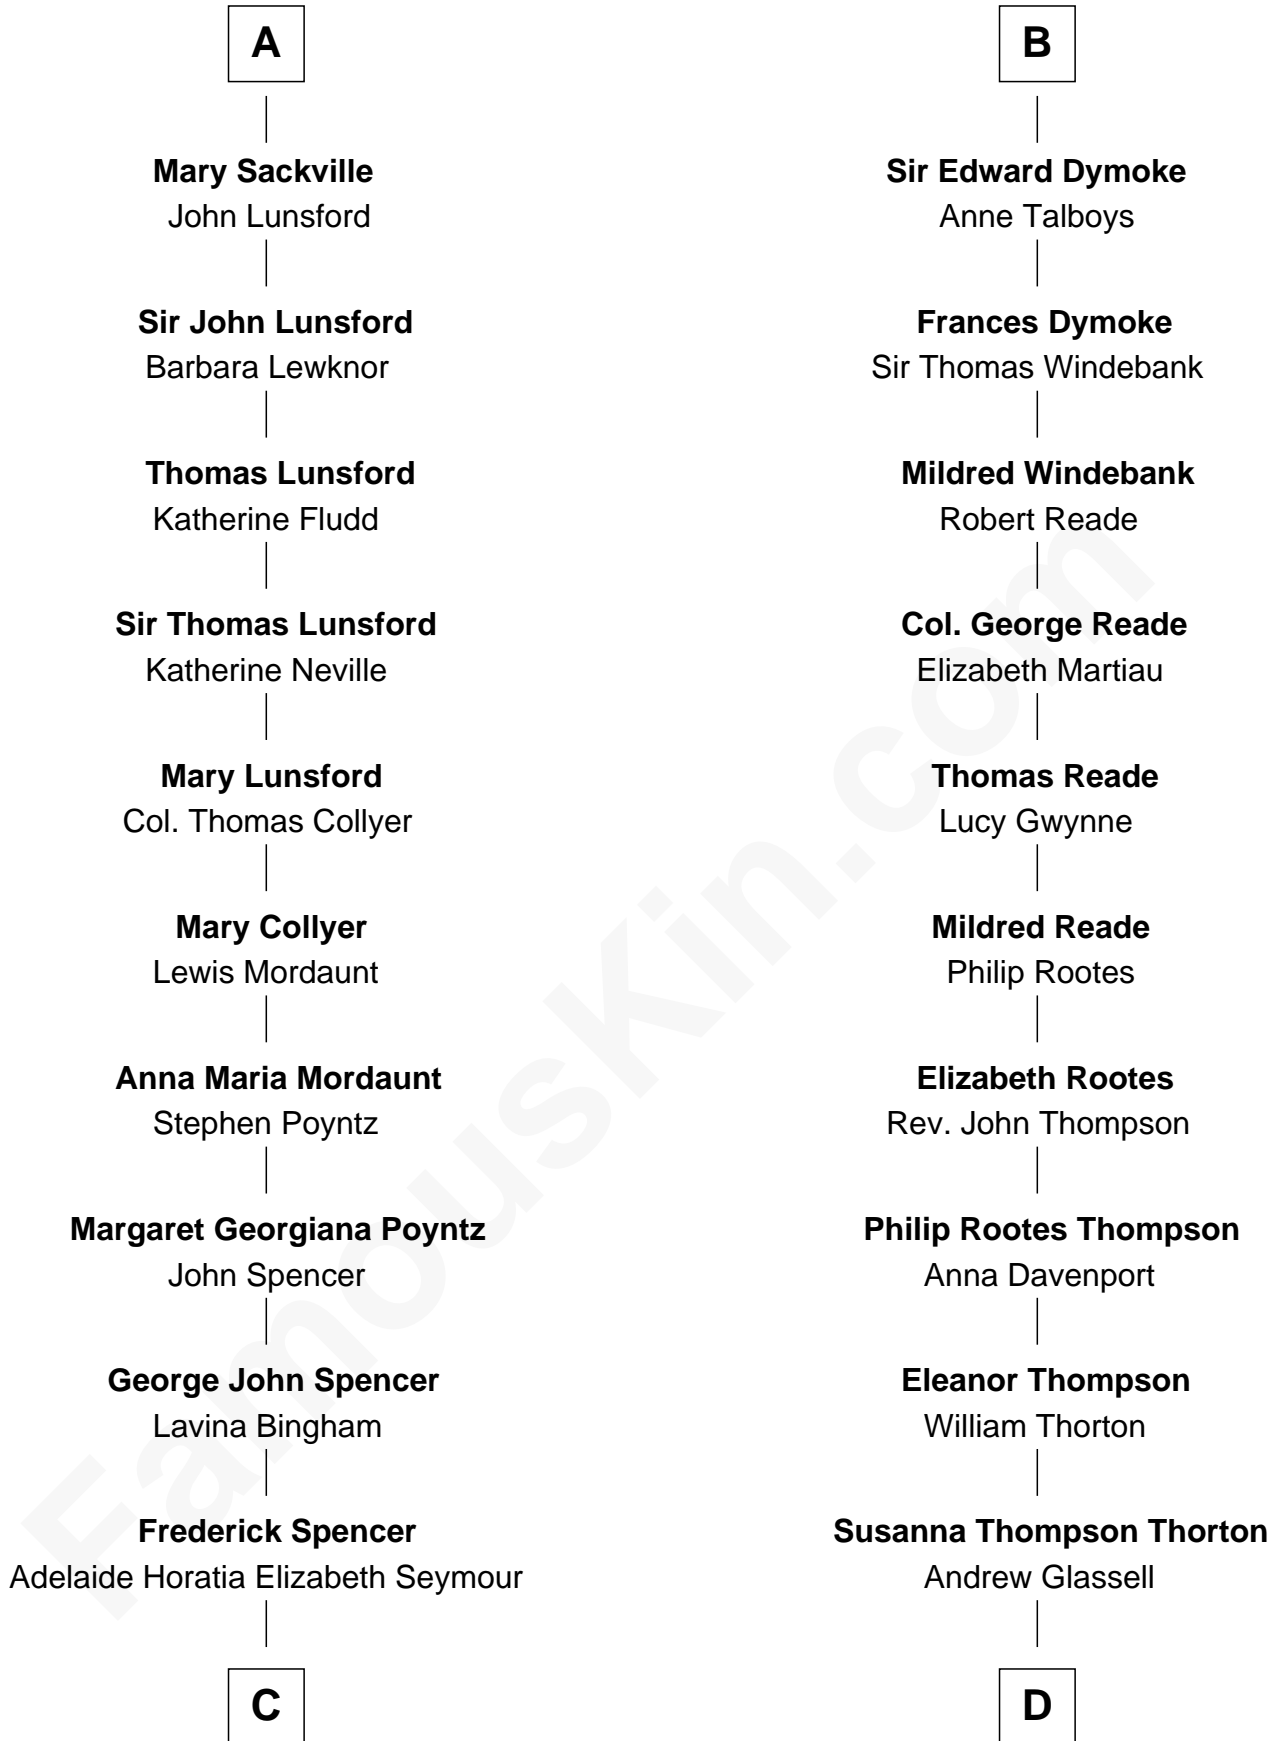 A
Mary Sackville
John Lunsford
Sir John Lunsford
Barbara Lewknor
Thomas Lunsford
Katherine Fludd
Sir Thomas Lunsford
Katherine Neville
Mary Lunsford
Col. Thomas Collyer
Mary Collyer
Lewis Mordaunt
Anna Maria Mordaunt
Stephen Poyntz
Margaret Georgiana Poyntz
John Spencer
George John Spencer
Lavina Bingham
Frederick Spencer
Adelaide Horatia Elizabeth Seymour
C
B
Sir Edward Dymoke
Anne Talboys
Frances Dymoke
Sir Thomas Windebank
Mildred Windebank
Robert Reade
Col. George Reade
Elizabeth Martiau
Thomas Reade
Lucy Gwynne
Mildred Reade
Philip Rootes
Elizabeth Rootes
Rev. John Thompson
Philip Rootes Thompson
Anna Davenport
Eleanor Thompson
William Thorton
Susanna Thompson Thorton
Andrew Glassell
D
FamousKin.com